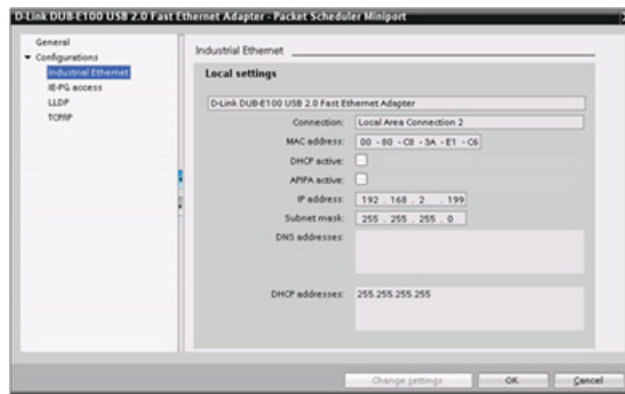 D-Link DUB-E100 USB 2.0 Fast Ethernet Adapter - Packet Scheduler Miniport
General
Configurations
Industrial Ethernet
IE-PG access
LLDP
TCP/IP
Industrial Ethernet
Local settings
D-Link DUB-E100 USB 2.0 Fast Ethernet Adapter
Connection: Local Area Connection 2
MAC address: 00 - 80 - C8 - 3A - E1 - C6
DHCP active:
APIPA active:
IP address: 192 . 168 . 2 . 199
Subnet mask: 255 . 255 . 255 . 0
DNS addresses:
DHCP addresses: 255.255.255.255
Change settings OK Cancel